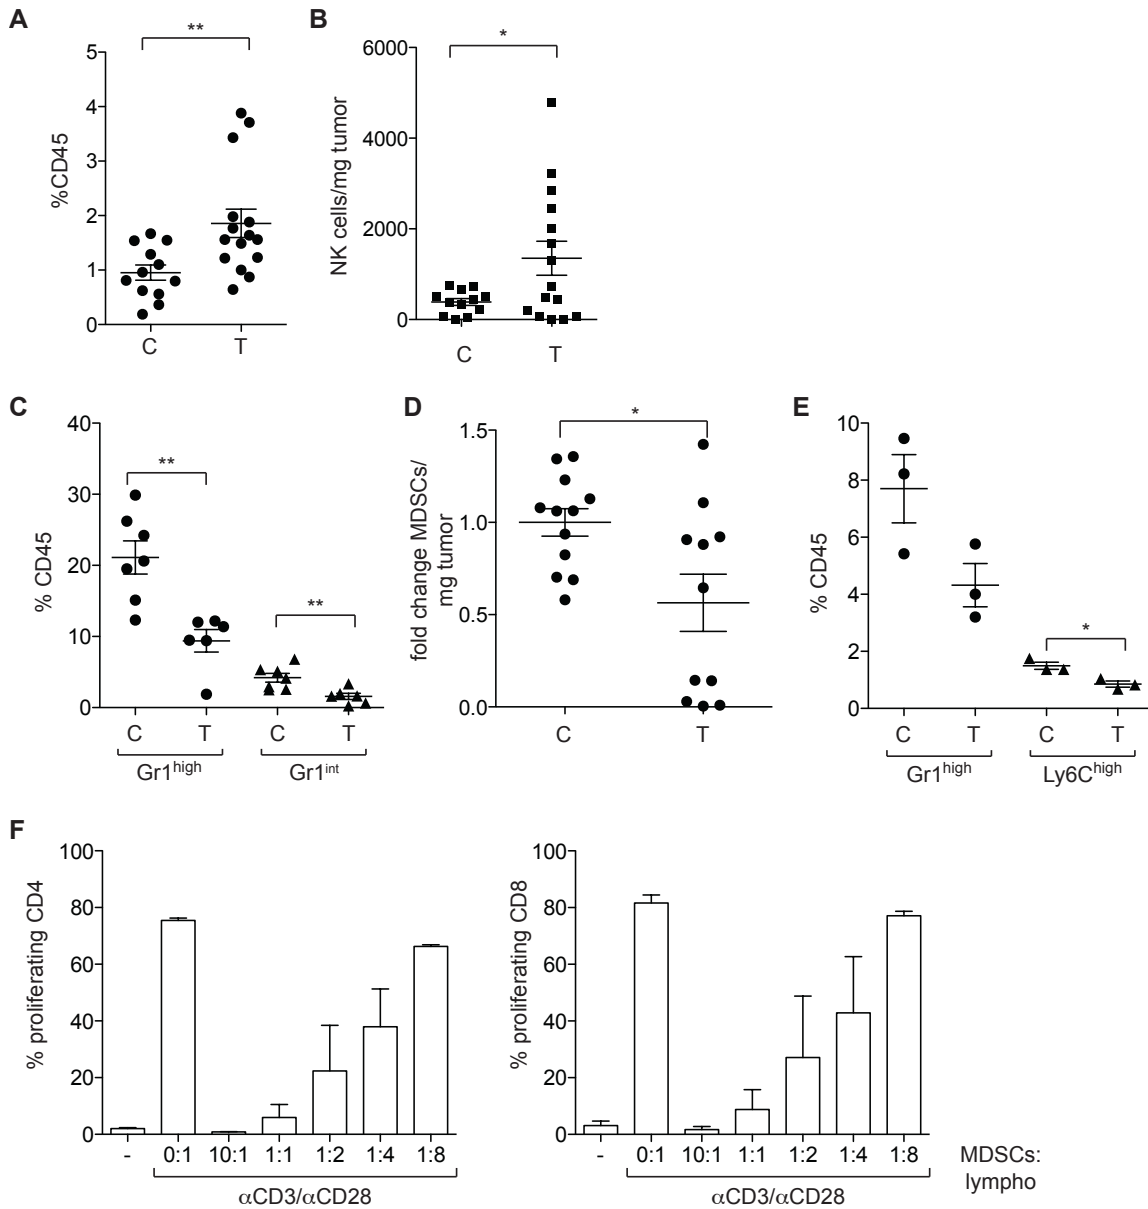 A
**
%CD45
5
4
3
2
1
0
C T
B
*
NK cells/mg tumor
6000
4000
2000
0
C T
C
% CD45
40
30
20
10
0
**
**
C T C T
Gr1high Gr1int
D
*
fold change MDSCs/
mg tumor
1.5
1.0
0.5
0.0
C T
E
% CD45
10
8
6
4
2
0
*
C T C T
Gr1high Ly6Chigh
F
% proliferating CD4
100
80
60
40
20
0
- 0:1 10:1 1:1 1:2 1:4 1:8
αCD3/αCD28
% proliferating CD8
100
80
60
40
20
0
- 0:1 10:1 1:1 1:2 1:4 1:8
αCD3/αCD28
MDSCs:
lympho